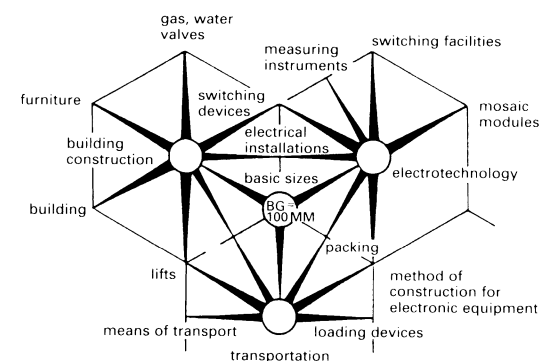 gas, water
valves
measuring
instruments
switching facilities
furniture
switching
devices
mosaic
modules
building
construction
electrical
installations
basic sizes
electrotechnology
building
BG =
100 MM
packing
lifts
method of
construction for
electronic equipment
means of transport
loading devices
transportation